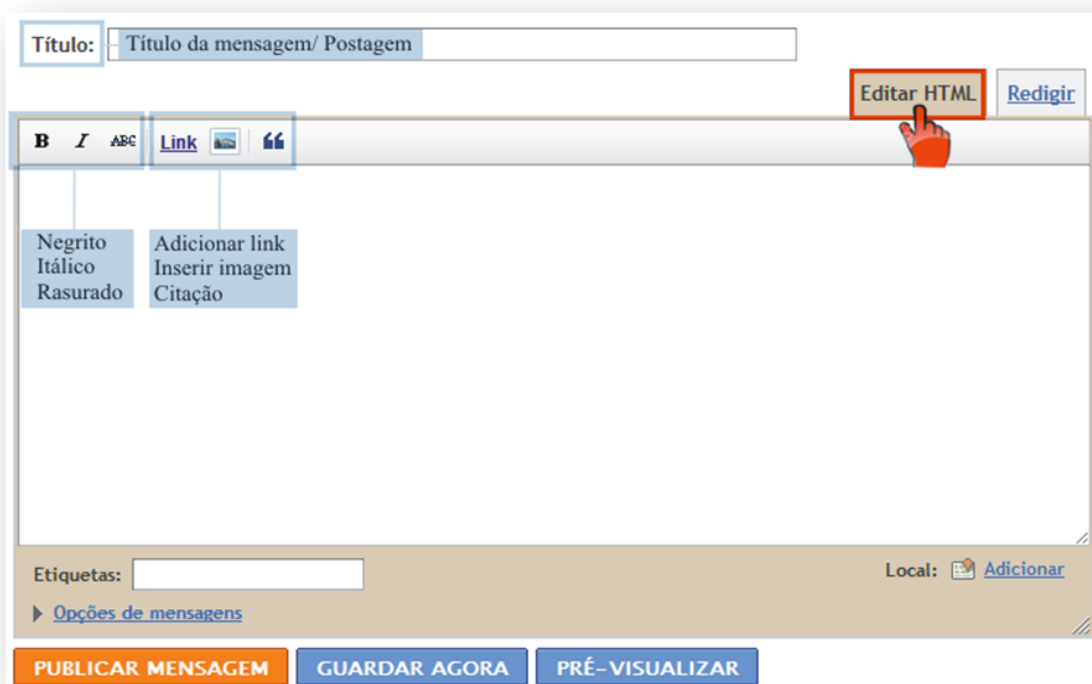 Título: Título da mensagem/ Postagem
Editar HTML Redigir
B I ABC Link “
Negrito
Itálico
Rasurado
Adicionar link
Inserir imagem
Citação
Etiquetas:
Local: Adicionar
Opções de mensagens
PUBLICAR MENSAGEM GUARDAR AGORA PRÉ-VISUALIZAR